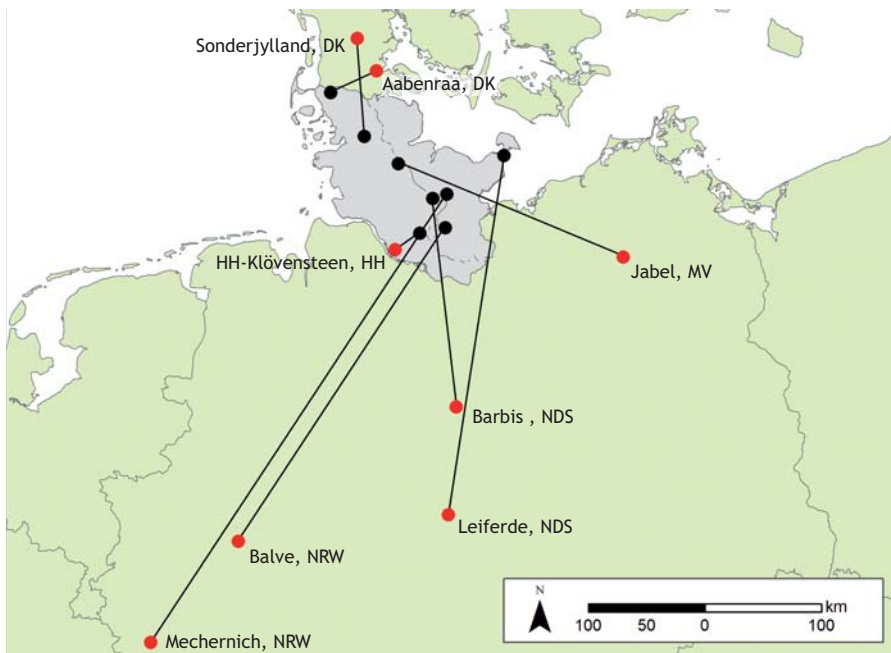 Sonderjylland, DK
Aabenraa, DK
HH-Klövensteen, HH
Jabel, MV
Barbis , NDS
Leiferde, NDS
Balve, NRW
Mechernich, NRW
N
km
100 50 0 100